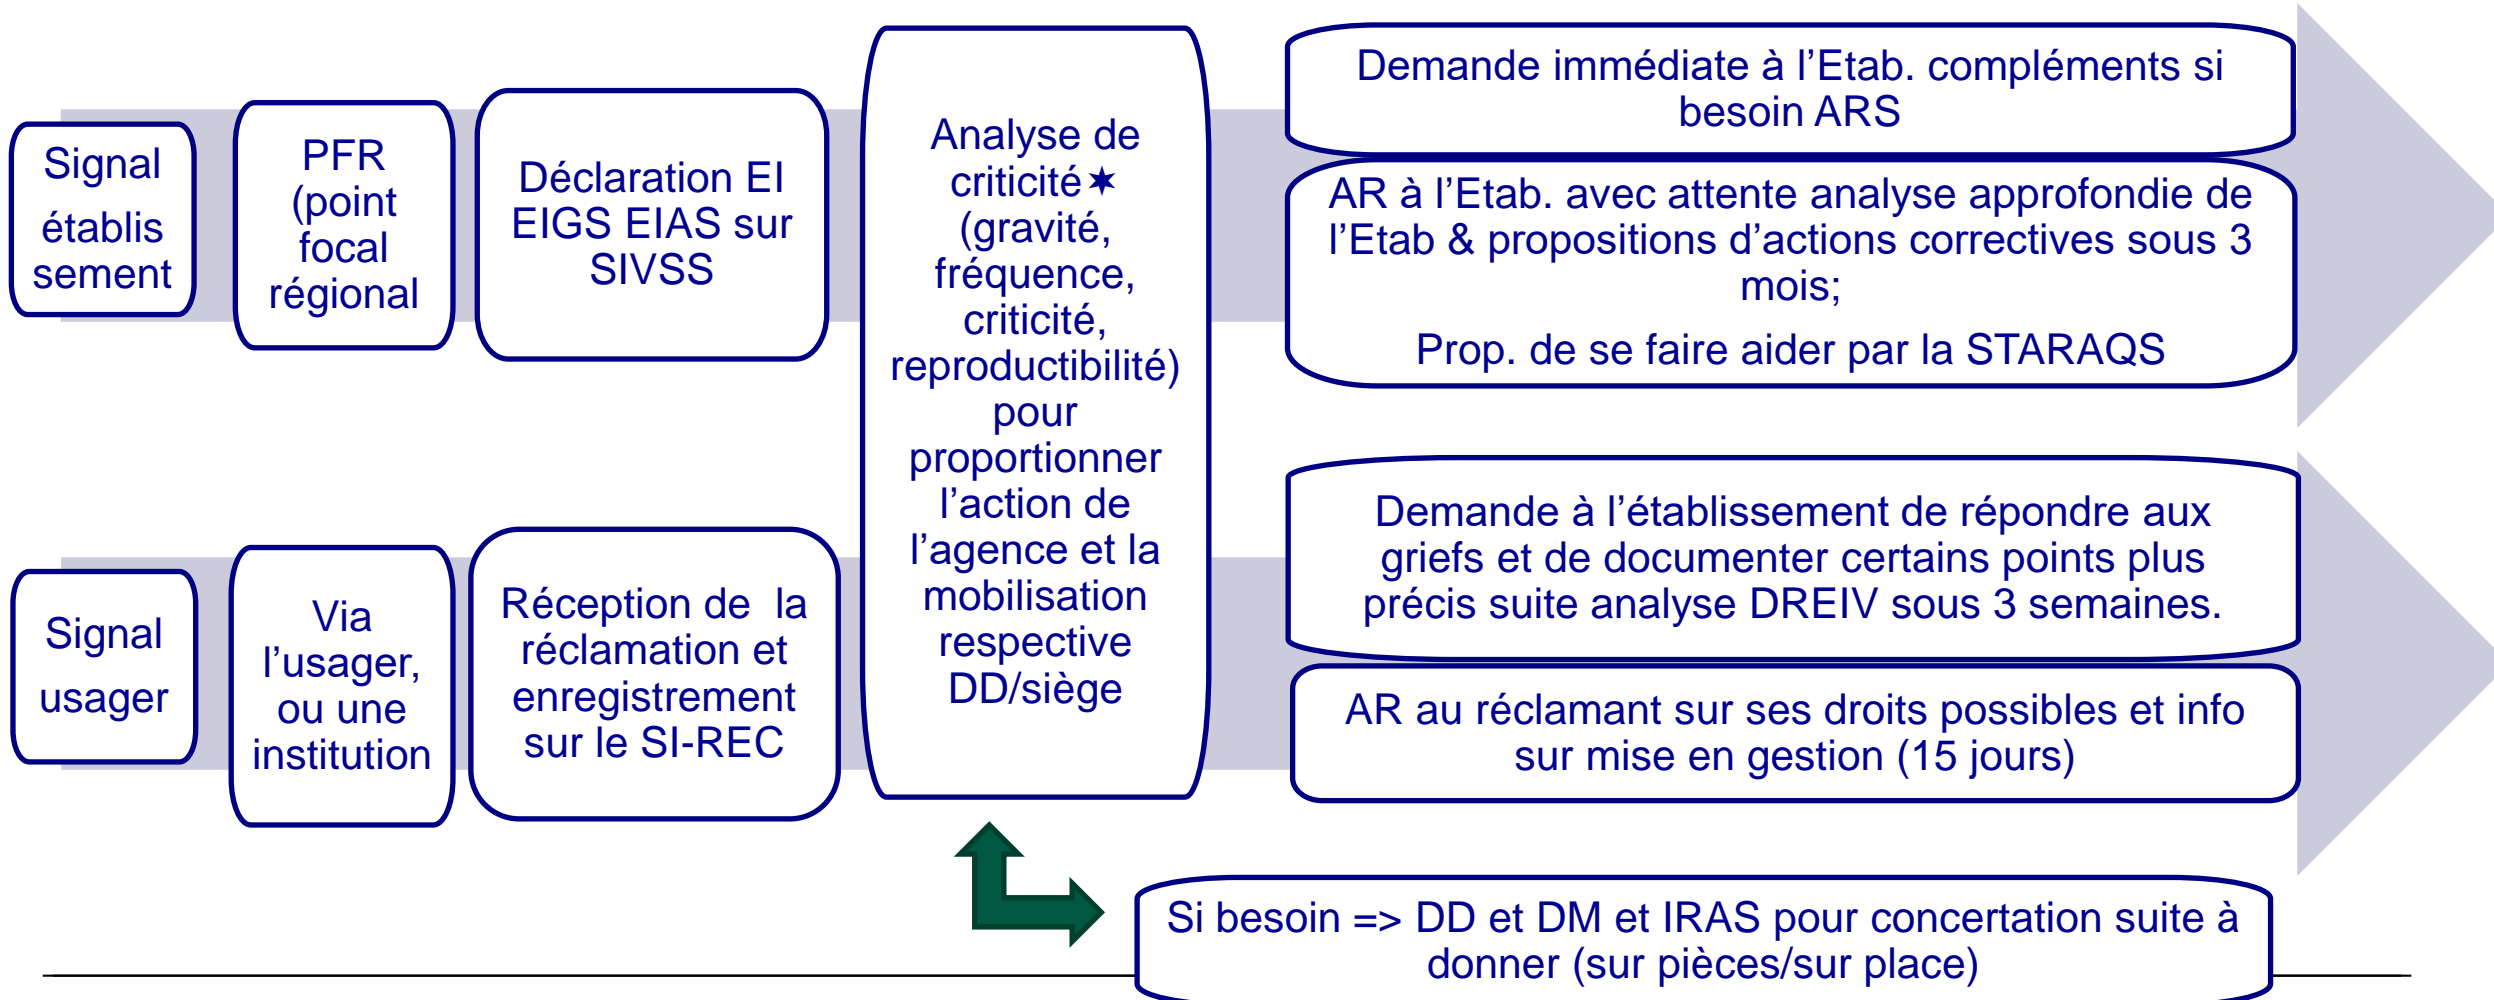 Signal
établis
sement
PFR
(point
focal
régional
Déclaration EI
EIGS EIAS sur
SIVSS
Analyse de
criticité✶
(gravité,
fréquence,
criticité,
reproductibilité)
pour
proportionner
l’action de
l’agence et la
mobilisation
respective
DD/siège
Demande immédiate à l’Etab. compléments si
besoin ARS
AR à l’Etab. avec attente analyse approfondie de
l’Etab & propositions d’actions correctives sous 3
mois;
Prop. de se faire aider par la STARAQS
Signal
usager
Via
l’usager,
ou une
institution
Réception de la
réclamation et
enregistrement
sur le SI-REC
Demande à l’établissement de répondre aux
griefs et de documenter certains points plus
précis suite analyse DREIV sous 3 semaines.
AR au réclamant sur ses droits possibles et info
sur mise en gestion (15 jours)
Si besoin => DD et DM et IRAS pour concertation suite à
donner (sur pièces/sur place)